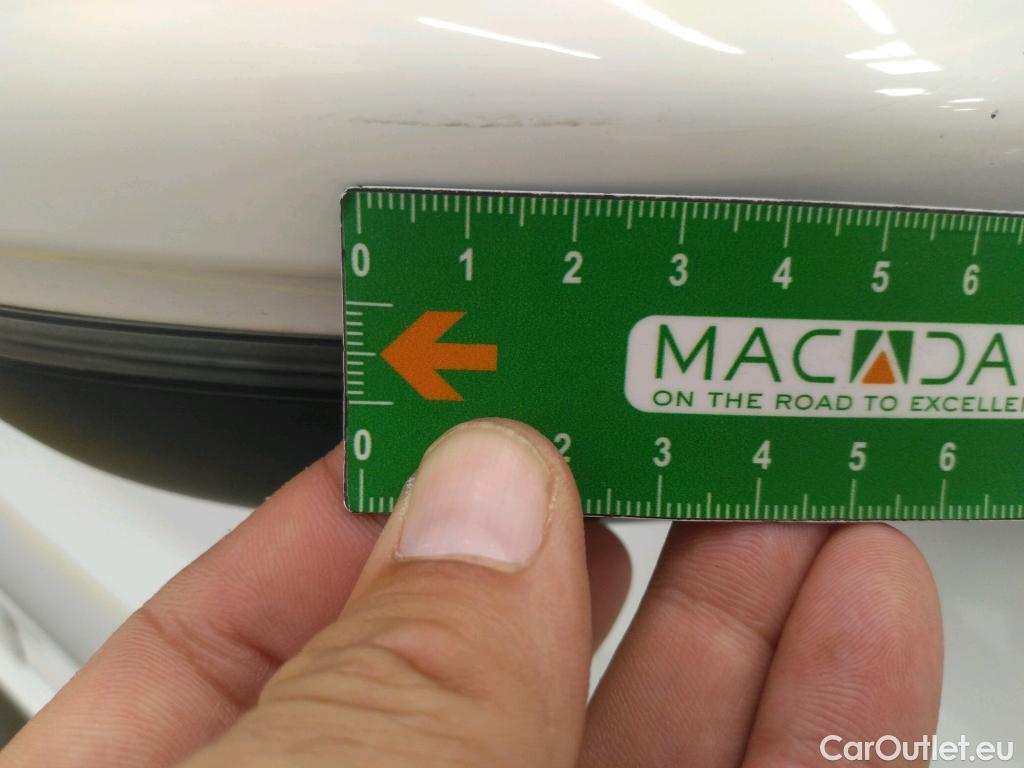 0 1 2 3 4 5 6
MACADA
ON THE ROAD TO
0 2 3 4 5 6
CarOutlet.eu